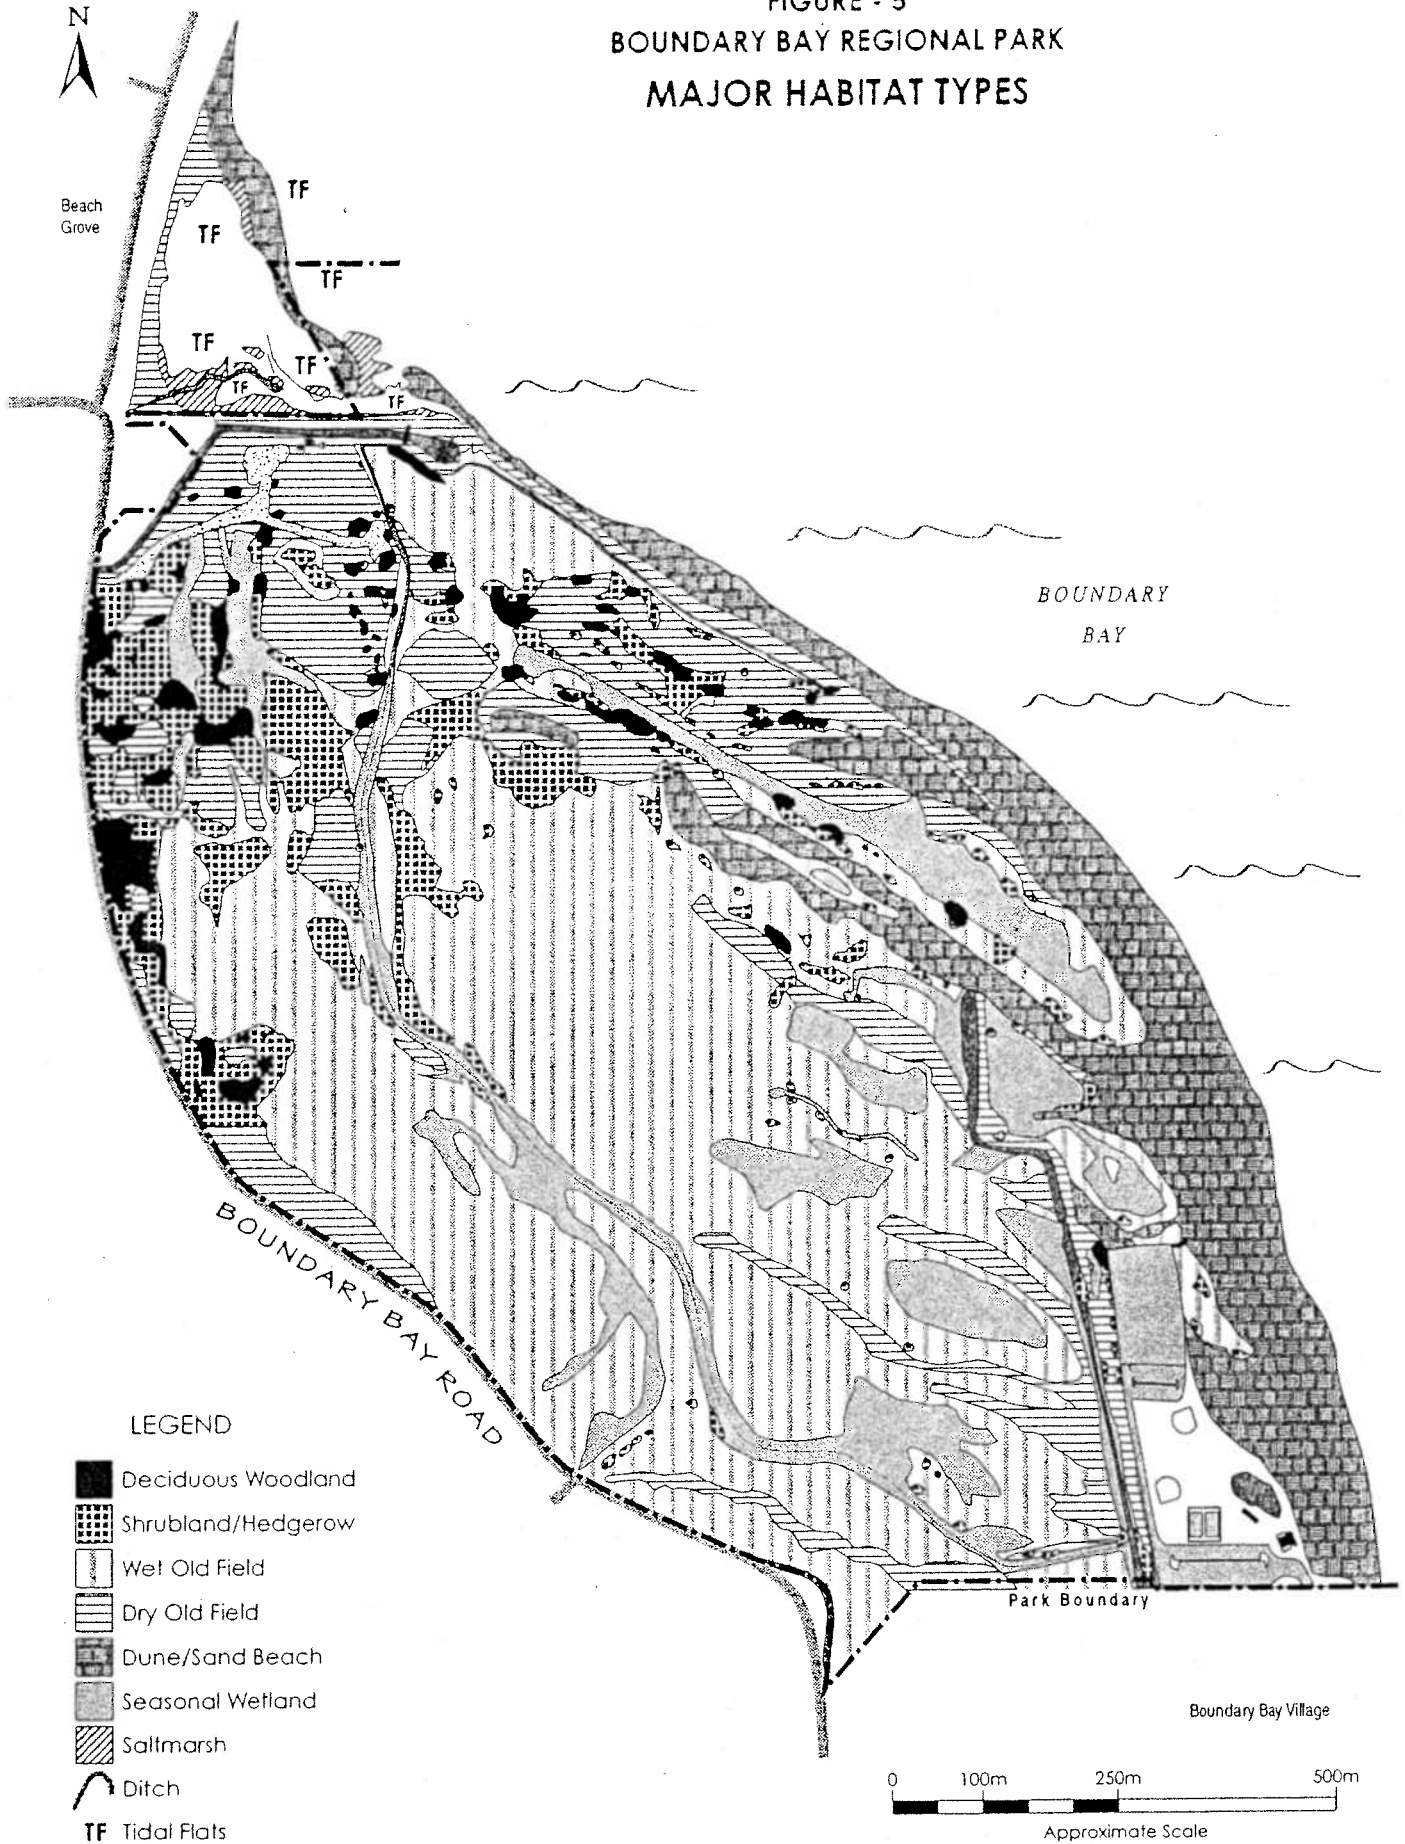 FIGURE - 5
BOUNDARY BAY REGIONAL PARK
MAJOR HABITAT TYPES
N
Beach
Grove
TF
TF
TF
TF
TF
TF
TF
BOUNDARY
BAY
BOUNDARY BAY ROAD
LEGEND
Deciduous Woodland
Shrubland/Hedgerow
Wet Old Field
Dry Old Field
Dune/Sand Beach
Seasonal Wetland
Saltmarsh
Ditch
TF Tidal Flats
Park Boundary
Boundary Bay Village
0 100m 250m 500m
Approximate Scale